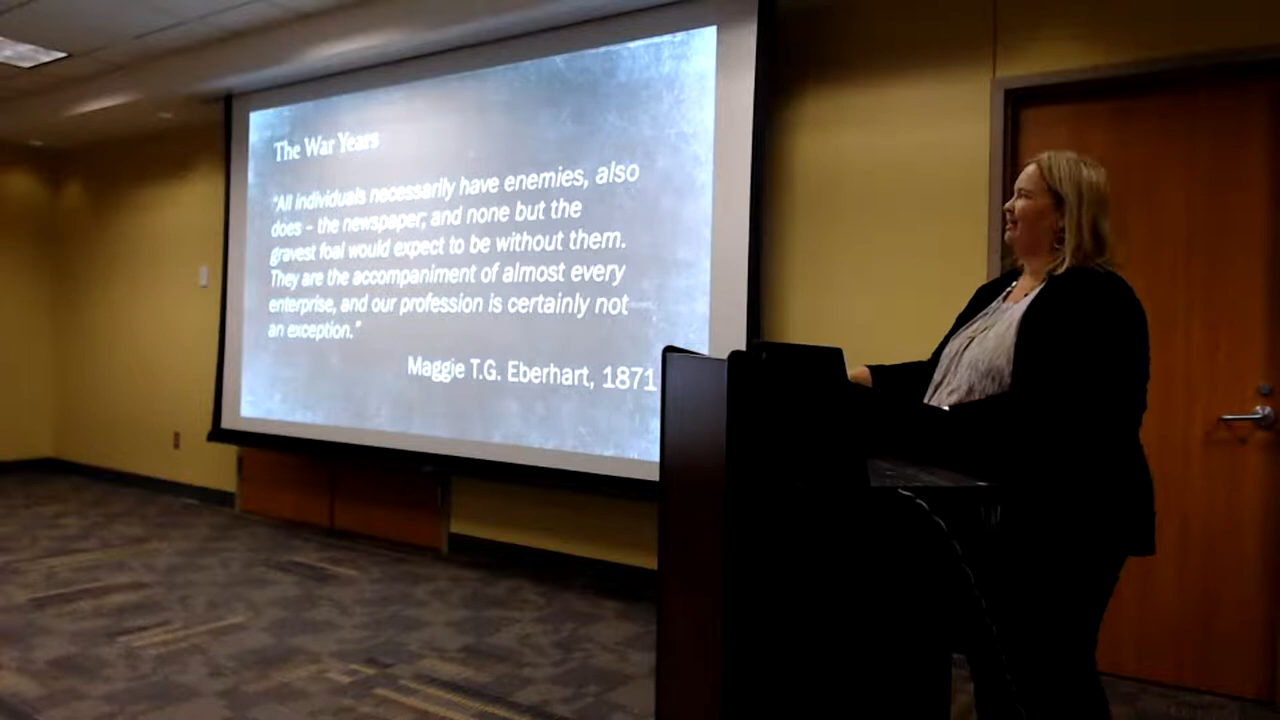 The War Years
"All individuals necessarily have enemies, also
does – the newspaper; and none but the
gravest foal would expect to be without them.
They are the accompaniment of almost every
enterprise, and our profession is certainly not
an exception."
Maggie T.G. Eberhart, 1871